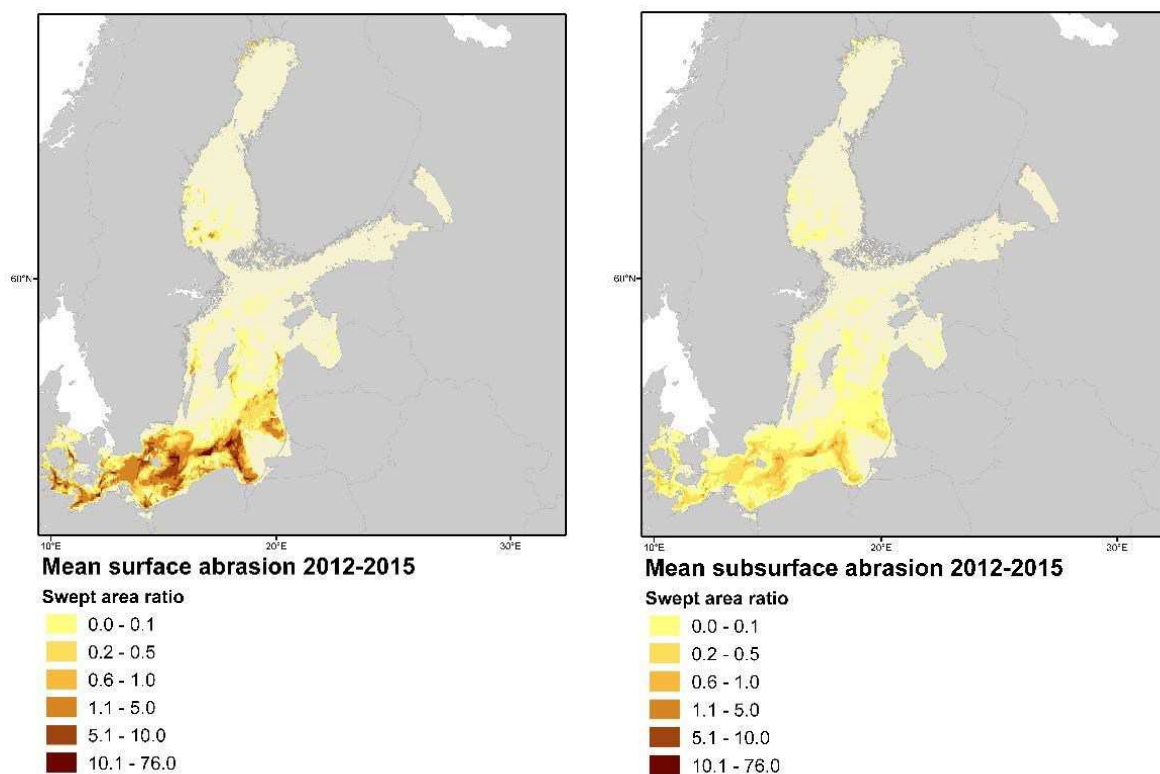 60°N
10°E
20°E
30°E
Mean surface abrasion 2012-2015
Swept area ratio
0.0 - 0.1
0.2 - 0.5
0.6 - 1.0
1.1 - 5.0
5.1 - 10.0
10.1 - 76.0
60°N
10°E
20°E
30°E
Mean subsurface abrasion 2012-2015
Swept area ratio
0.0 - 0.1
0.2 - 0.5
0.6 - 1.0
1.1 - 5.0
5.1 - 10.0
10.1 - 76.0